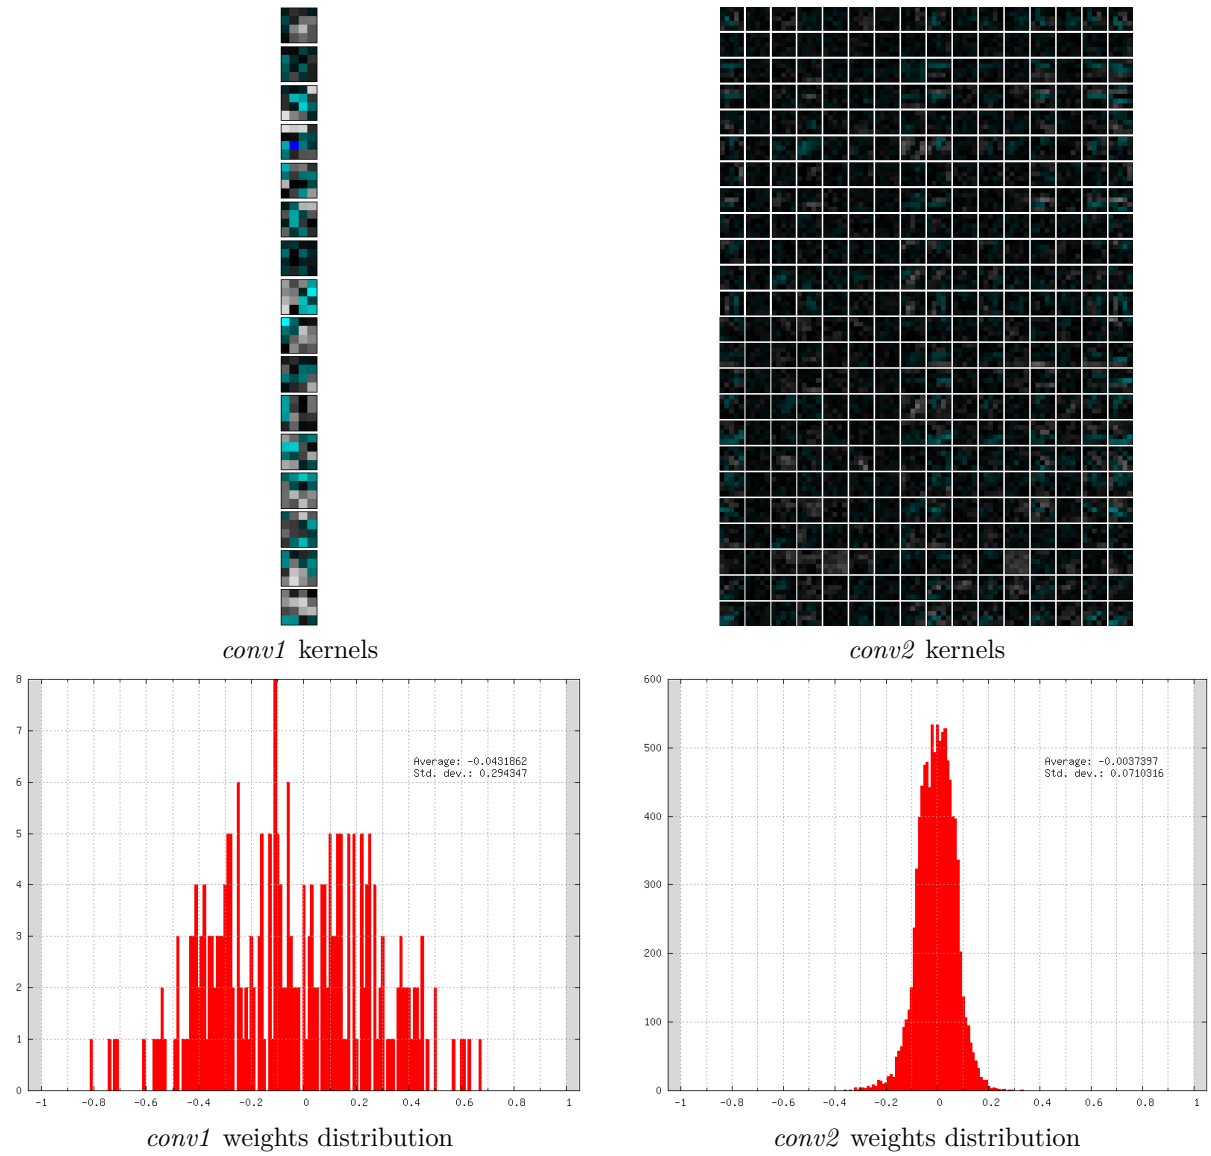 conv1 kernels
conv2 kernels
8
7
6
5
4
3
2
1
0
Average: -0.0431862
Std. dev.: 0.294347
-1 -0.8 -0.6 -0.4 -0.2 0 0.2 0.4 0.6 0.8 1
600
500
400
300
200
100
0
Average: -0.0037397
Std. dev.: 0.0710316
-1 -0.8 -0.6 -0.4 -0.2 0 0.2 0.4 0.6 0.8 1
conv1 weights distribution
conv2 weights distribution